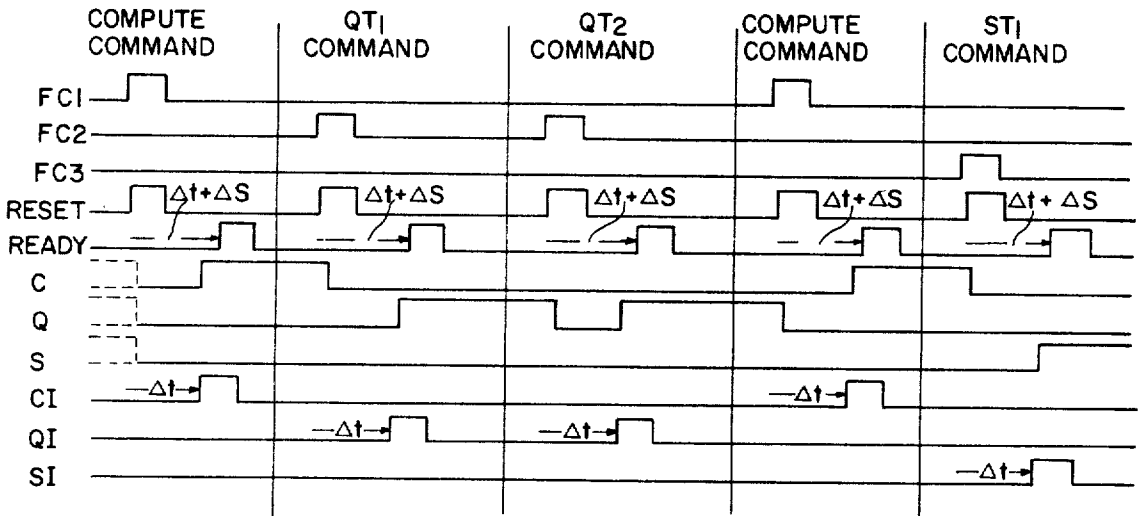 COMPUTE COMMAND
QT1 COMMAND
QT2 COMMAND
COMPUTE COMMAND
ST1 COMMAND
FC1
FC2
FC3
RESET Δt+ΔS Δt+ΔS Δt+ΔS Δt+ΔS Δt+ΔS
READY
C
Q
S
CI Δt Δt
QI Δt Δt
SI Δt